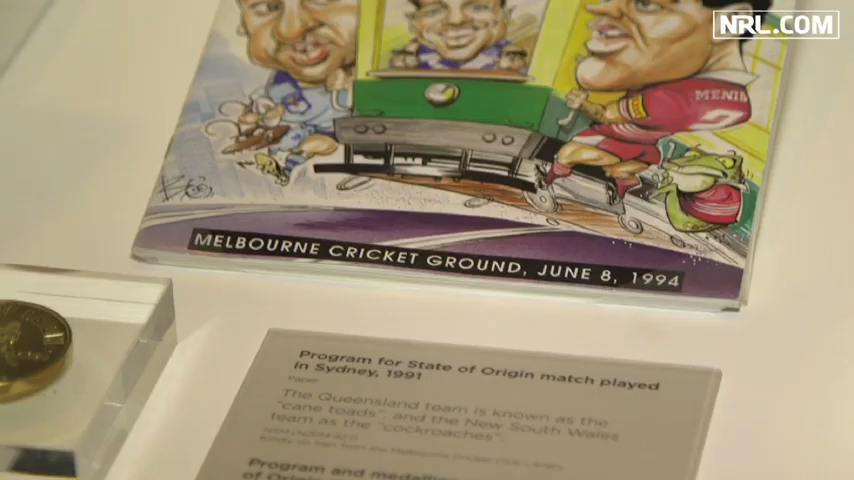 NRL.COM
MENIN
2
MELBOURNE CRICKET GROUND, JUNE 8, 1994
Program for State of Origin match played
in Sydney, 1991
Paper
The Queensland team is known as the
"cane toads", and the New South Wales
team as the "cockroaches".
Program and